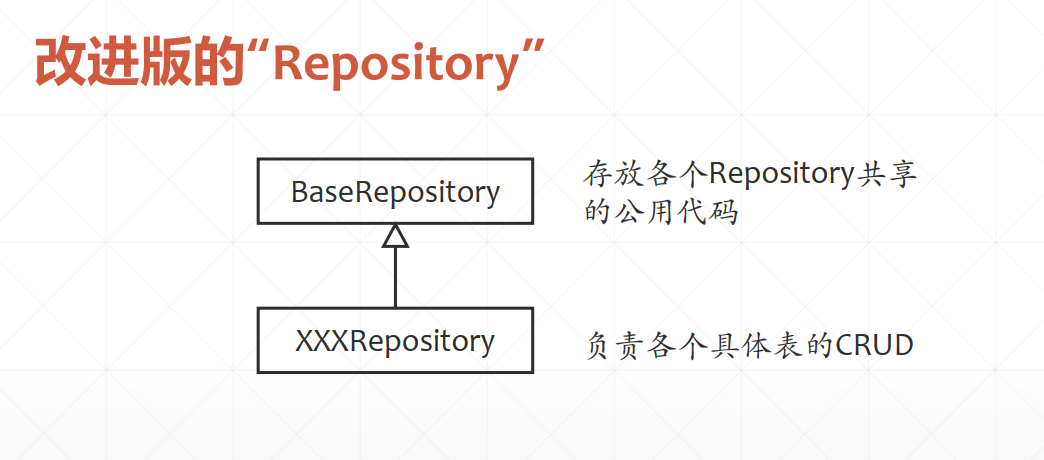 改进版的“Repository”
BaseRepository
存放各个Repository共享
的公用代码
XXXRepository
负责各个具体表的CRUD